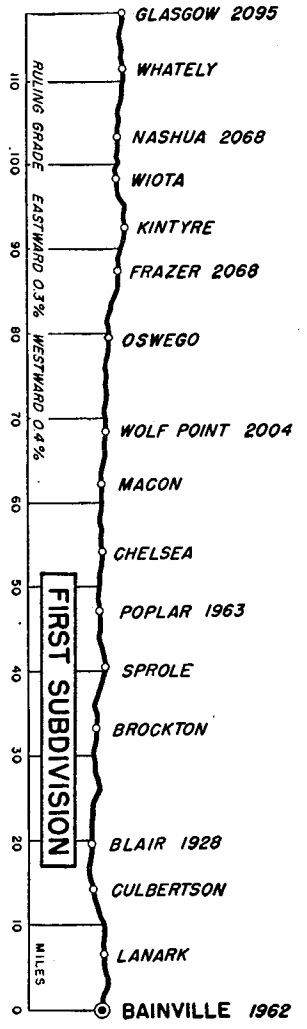 GLASGOW 2095
WHATELY
NASHUA 2068
WIOTA
KINTYRE
FRAZER 2068
OSWEGO
WOLF POINT 2004
MACON
CHELSEA
POPLAR 1963
SPROLE
BROCKTON
BLAIR 1928
CULBERTSON
LANARK
BAINVILLE 1962
RULING GRADE EASTWARD 0.3% WESTWARD 0.4%
FIRST SUBDIVISION
110
100
90
80
70
60
50
40
30
20
10
0
MILES